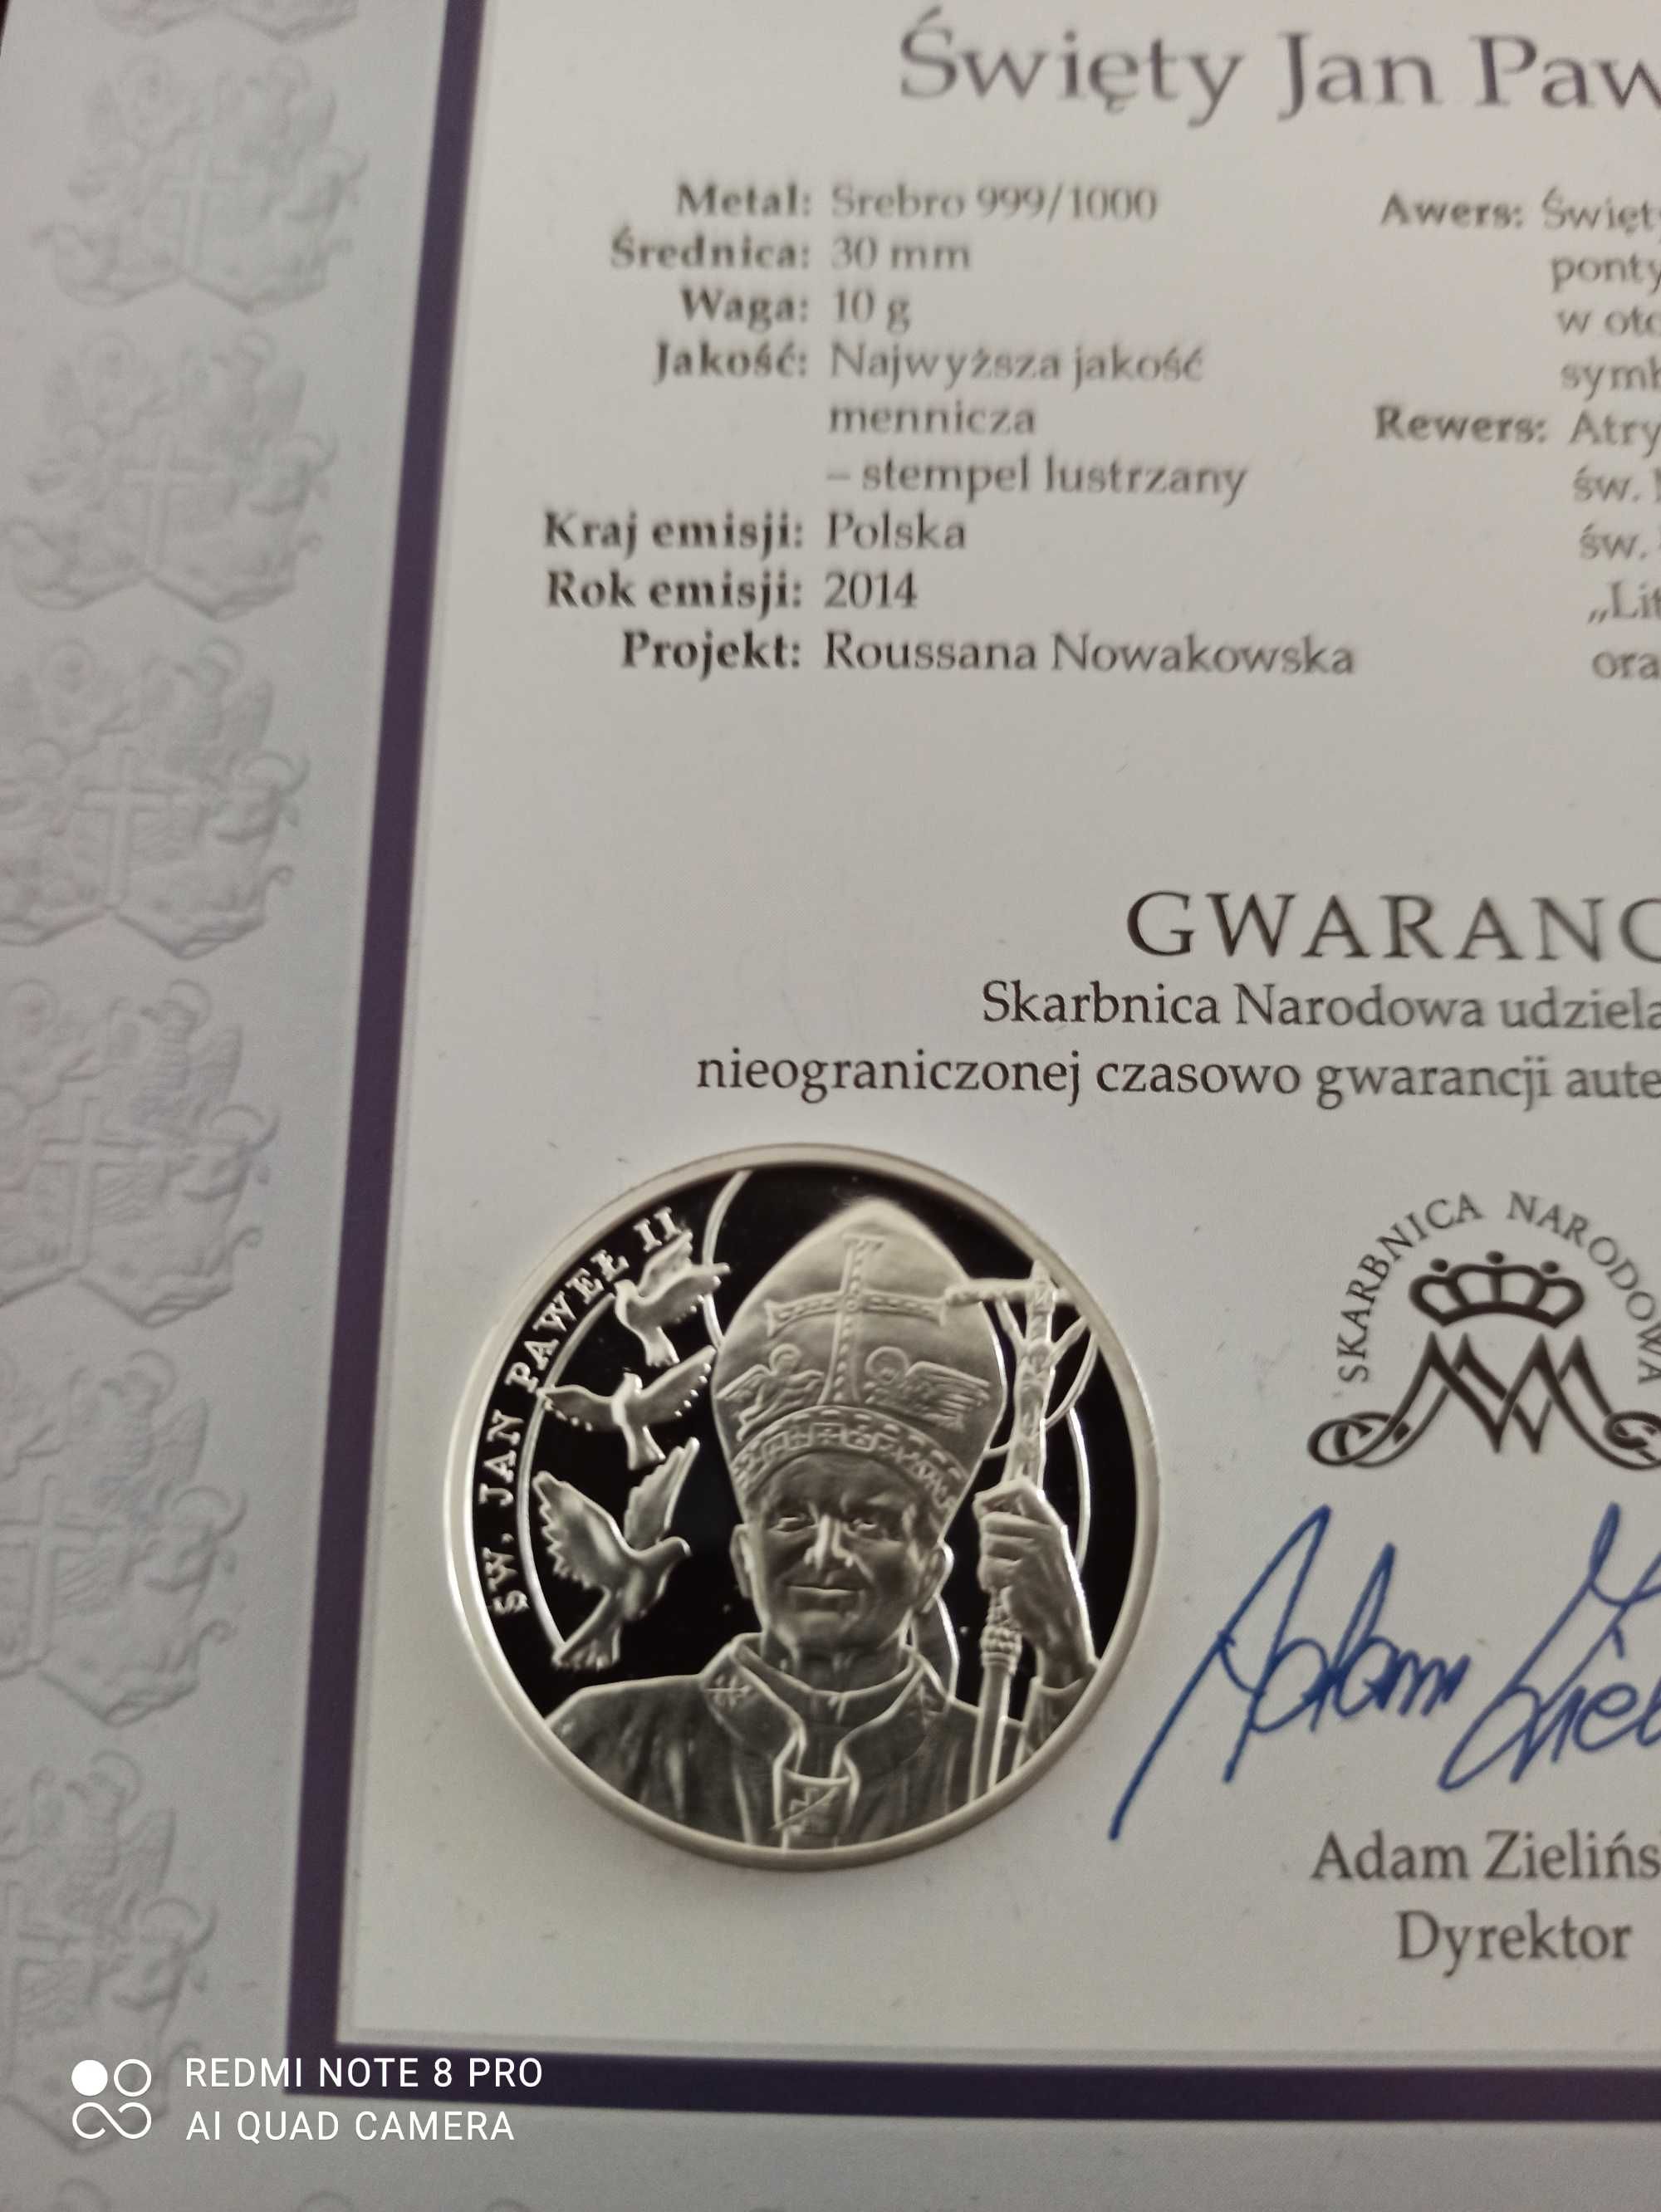 Święty Jan Paw
Metal: Srebro 999/1000
Średnica: 30 mm
Waga: 10 g
Jakość: Najwyższa jakość
mennicza
– stempel lustrzany
Kraj emisji: Polska
Rok emisji: 2014
Projekt: Roussana Nowakowska
Awers: Święt
ponty
w oto
symb
Rewers: Atry
św.
św.
„Lit
ora
GWARANC
Skarbnica Narodowa udziela
nieograniczonej czasowo gwarancji aute
ŚW. JAN PAWEŁ II
SKARBNICA NARODOWA
Adam Ziel
Adam Zielińs
Dyrektor
REDMI NOTE 8 PRO
AI QUAD CAMERA